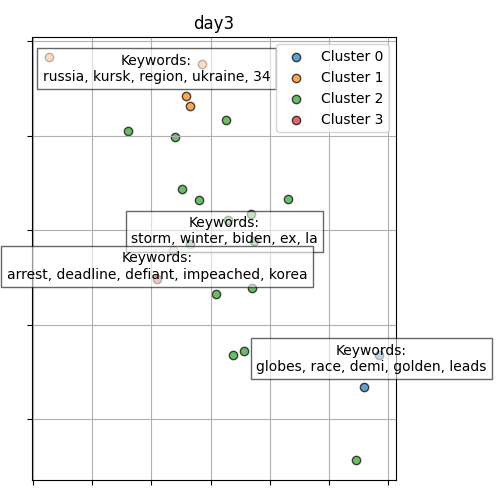 day3
Keywords:
russia, kursk, region, ukraine, 34
Cluster 0
Cluster 1
Cluster 2
Cluster 3
Keywords:
storm, winter, biden, ex, la
Keywords:
arrest, deadline, defiant, impeached, korea
Keywords:
globes, race, demi, golden, leads